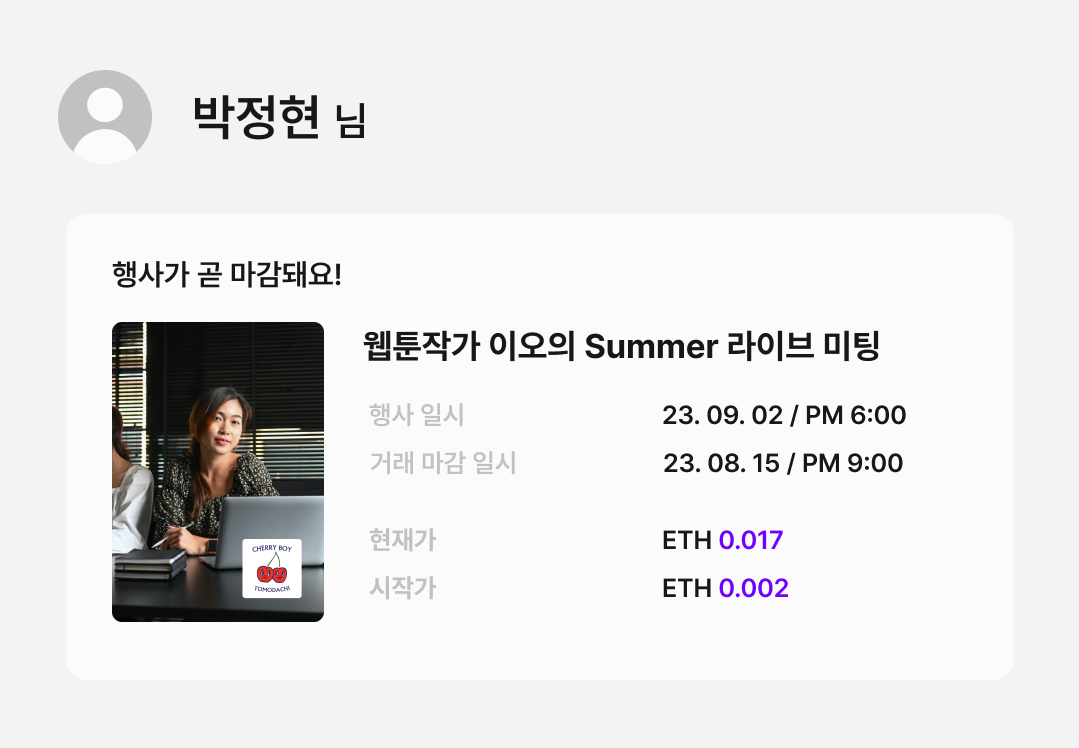 박정현 님
행사가 곧 마감돼요!
웹툰작가 이오의 Summer 라이브 미팅
행사 일시 23. 09. 02 / PM 6:00
거래 마감 일시 23. 08. 15 / PM 9:00
현재가 ETH 0.017
시작가 ETH 0.002
CHERRY BOY
TOMODACHI